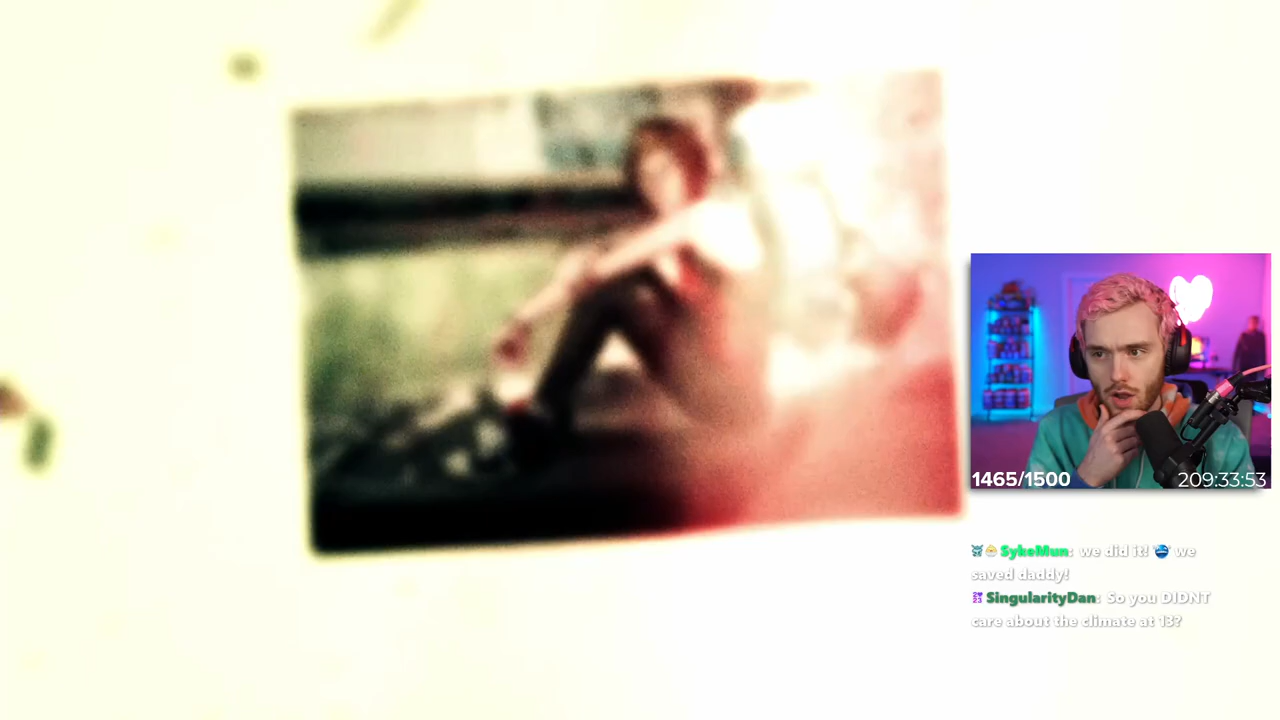 1465/1500
209:33:53
SykeMun: we did it! we
saved daddy!
SingularityDan: So you DIDNT
care about the climate at 13?